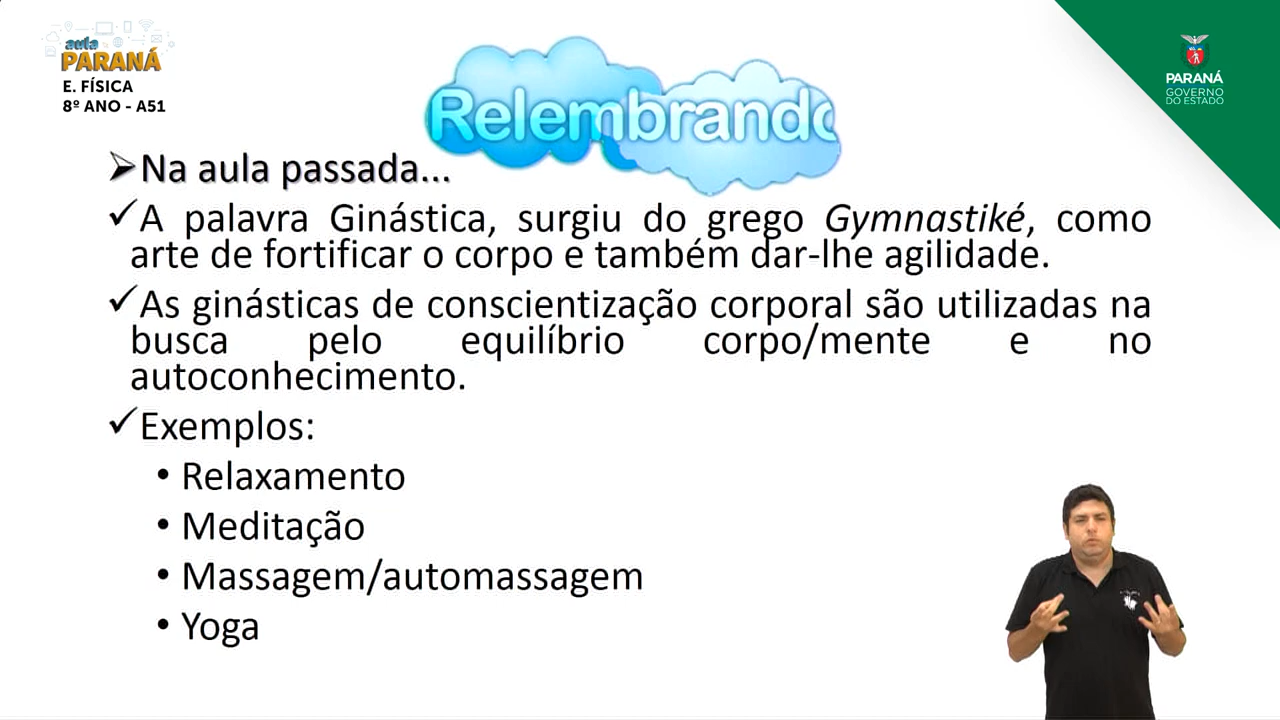 aula
PARANÁ
E. FÍSICA
8º ANO - A51
Relembrando
PARANÁ
GOVERNO
DO ESTADO
➢Na aula passada...
✓A palavra Ginástica, surgiu do grego Gymnastiké, como
arte de fortificar o corpo e também dar-lhe agilidade.
✓As ginásticas de conscientização corporal são utilizadas na
busca pelo equilíbrio corpo/mente e no
autoconhecimento.
✓Exemplos:
• Relaxamento
• Meditação
• Massagem/automassagem
• Yoga